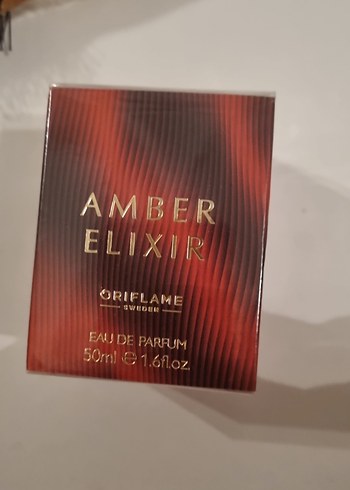 AMBER
ELIXIR
ORIFLAME
SWEDEN
EAU DE PARFUM
50ml ℮ 1.6fl.oz.